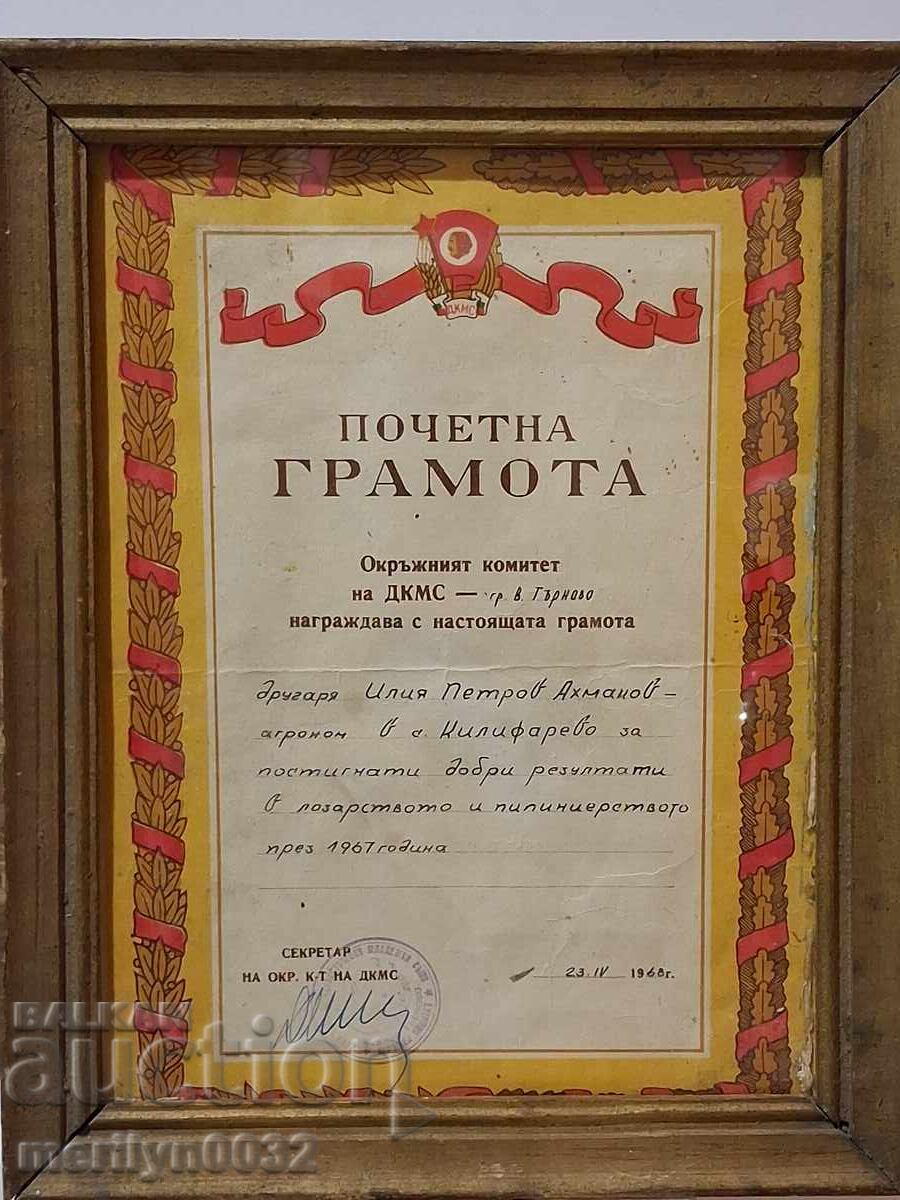 ДКМС
ПОЧЕТНА
ГРАМОТА
Окръжният комитет
на ДКМС — гр. В. Търново
награждава с настоящата грамота
другаря Илия Петров Ахманов -
агроном в с. Килифарево за
постигнати добри резултати
в лозарството и пипиниерството
през 1967 година
СЕКРЕТАР
НА ОКР. К-Т НА ДКМС
23. IV 1968 г.
BALKAN
auction
merilyn0032